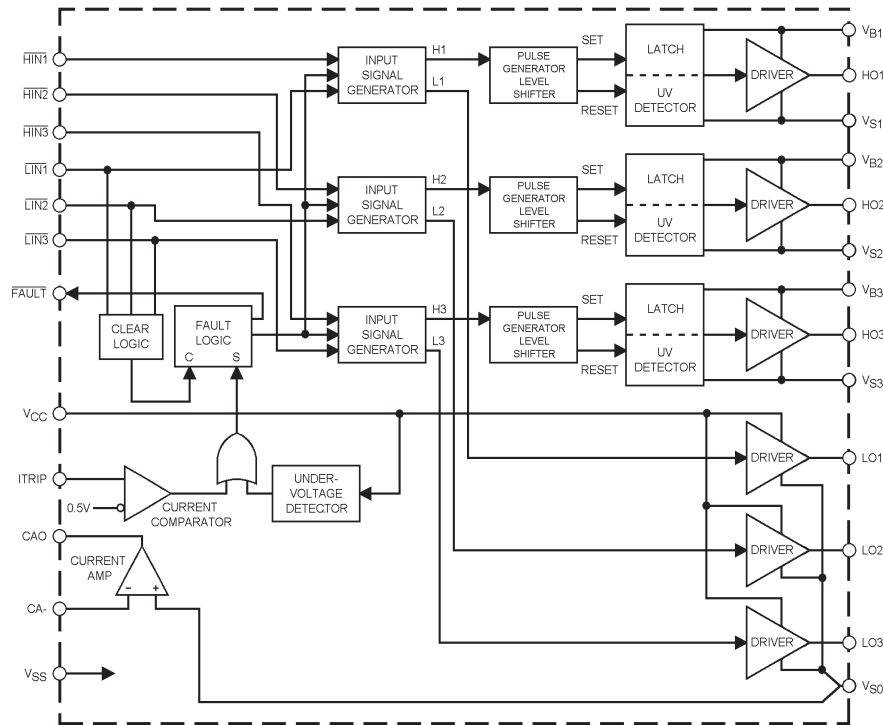 HIN1
HIN2
HIN3
LIN1
LIN2
LIN3
FAULT
VCC
ITRIP
0.5V
CAO
CA-
VSS
CLEAR
LOGIC
FAULT
LOGIC
C
S
CURRENT
COMPARATOR
UNDER-
VOLTAGE
DETECTOR
CURRENT
AMP
-
+
INPUT
SIGNAL
GENERATOR
H1
L1
PULSE
GENERATOR
LEVEL
SHIFTER
SET
RESET
LATCH
UV
DETECTOR
DRIVER
VB1
HO1
VS1
INPUT
SIGNAL
GENERATOR
H2
L2
PULSE
GENERATOR
LEVEL
SHIFTER
SET
RESET
LATCH
UV
DETECTOR
DRIVER
VB2
HO2
VS2
INPUT
SIGNAL
GENERATOR
H3
L3
PULSE
GENERATOR
LEVEL
SHIFTER
SET
RESET
LATCH
UV
DETECTOR
DRIVER
VB3
HO3
VS3
DRIVER
LO1
DRIVER
LO2
DRIVER
LO3
VS0